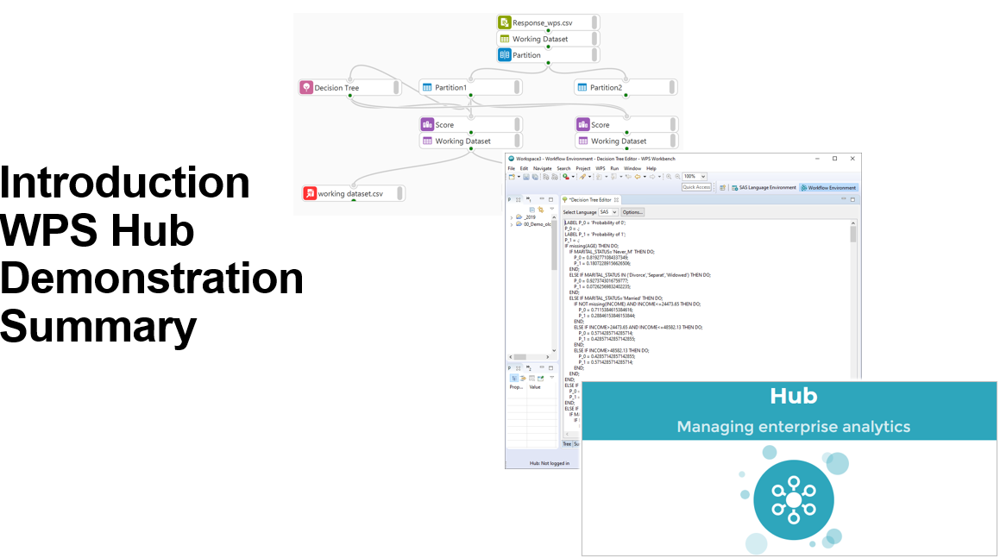 Response_wps.csv
Working Dataset
Partition
Decision Tree
Partition1
Partition2
Score
Working Dataset
Score
Working Dataset
working dataset.csv
Introduction
WPS Hub
Demonstration
Summary
Workspace3 - Workflow Environment - Decision Tree Editor - WPS Workbench
File Edit Navigate Search Project WPS Run Window Help
100%
Quick Access
SAS Language Environment
Workflow Environment
P
*Decision Tree Editor
Select Language SAS Options...
_2019
00_Demo_old
LABEL P_0 = 'Probability of 0';
P_0 = .;
LABEL P_1 = 'Probability of 1';
P_1 = .;
IF missing(AGE) THEN DO;
IF MARITAL_STATUS= 'Never_M' THEN DO;
P_0 = 0.8192771084337349;
P_1 = 0.18072289156626506;
END;
ELSE IF MARITAL_STATUS IN ('Divorce','Separat','Widowed') THEN DO;
P_0 = 0.9273743016759777;
P_1 = 0.07262569832402235;
END;
ELSE IF MARITAL_STATUS= 'Married' THEN DO;
IF NOT missing(INCOME) AND INCOME<=24473.65 THEN DO;
P_0 = 0.7115384615384616;
P_1 = 0.28846153846153844;
END;
ELSE IF INCOME>24473.65 AND INCOME<=48582.13 THEN DO;
P_0 = 0.5714285714285714;
P_1 = 0.42857142857142855;
END;
ELSE IF INCOME>48582.13 THEN DO;
P_0 = 0.42857142857142855;
P_1 = 0.5714285714285714;
END;
END;
END;
ELSE IF
P_0 =
P_1 =
END;
ELSE IF
IF M
IF
P
Prop... Value
Tree Su
Hub: Not logged in
Hub
Managing enterprise analytics